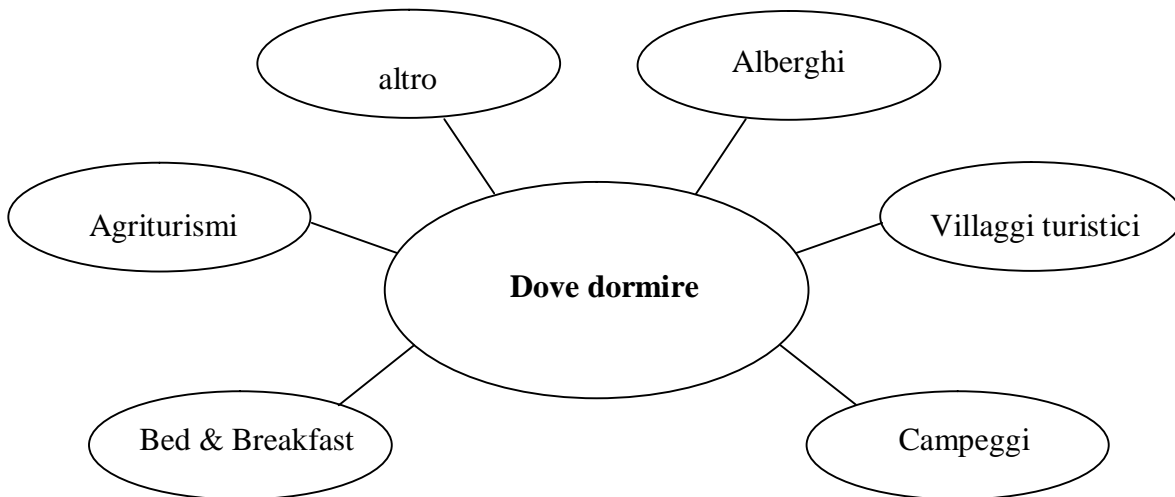 altro
Alberghi
Agriturismi
Villaggi turistici
Dove dormire
Bed & Breakfast
Campeggi